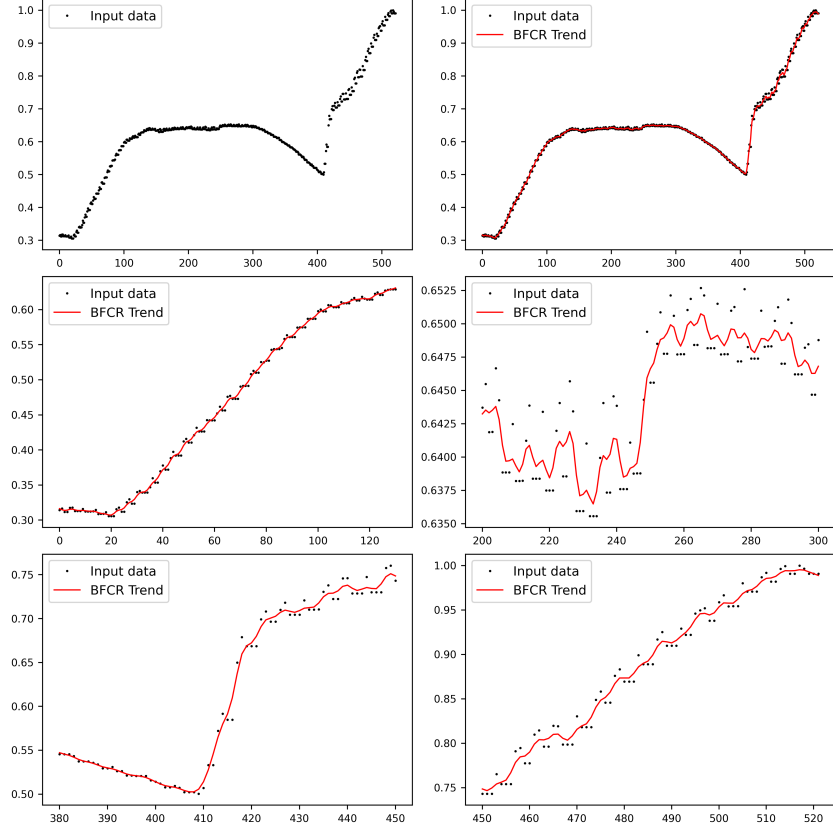 Input data
1.0
0.9
0.8
0.7
0.6
0.5
0.4
0.3
0 100 200 300 400 500
Input data
BFCR Trend
1.0
0.9
0.8
0.7
0.6
0.5
0.4
0.3
0 100 200 300 400 500
Input data
BFCR Trend
0.60
0.55
0.50
0.45
0.40
0.35
0.30
0 20 40 60 80 100 120
Input data
BFCR Trend
0.6525
0.6500
0.6475
0.6450
0.6425
0.6400
0.6375
0.6350
200 220 240 260 280 300
Input data
BFCR Trend
0.75
0.70
0.65
0.60
0.55
0.50
380 390 400 410 420 430 440 450
Input data
BFCR Trend
1.00
0.95
0.90
0.85
0.80
0.75
450 460 470 480 490 500 510 520